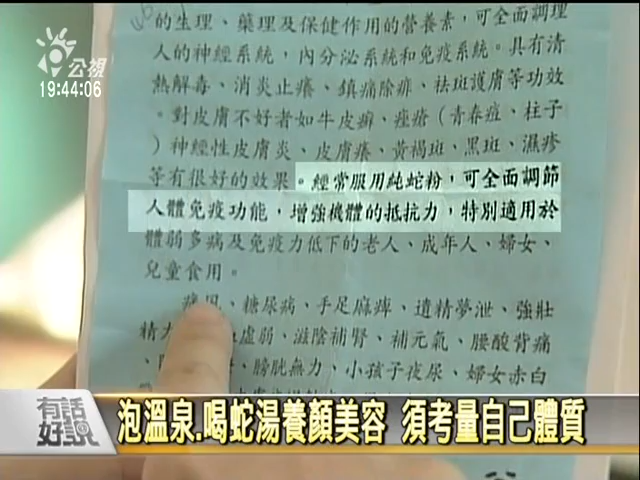 公視
19:44:06
的生理、藥理及保健作用的營養素，可全面調理
人的神經系統，內分泌系統和免疫系統。具有清
熱解毒、消炎止癢、鎮痛除痱、祛斑護膚等功效
。對皮膚不好者如牛皮癬、痤瘡（青春痘、柱子
）神經性皮膚炎、皮膚癢、黃褐斑、黑斑、濕疹
等有很好的效果。經常服用純蛇粉，可全面調節
人體免疫功能，增強機體的抵抗力，特別適用於
體弱多病及免疫力低下的老人、成年人、婦女、
兒童食用。
、糖尿病、手足麻痺、遺精夢泄、強壯
精 虛弱、滋陰補腎、補元氣、腰酸背痛
、膀胱無力、小孩子夜尿、婦女赤白
有話好說
泡溫泉.喝蛇湯養顏美容 須考量自己體質